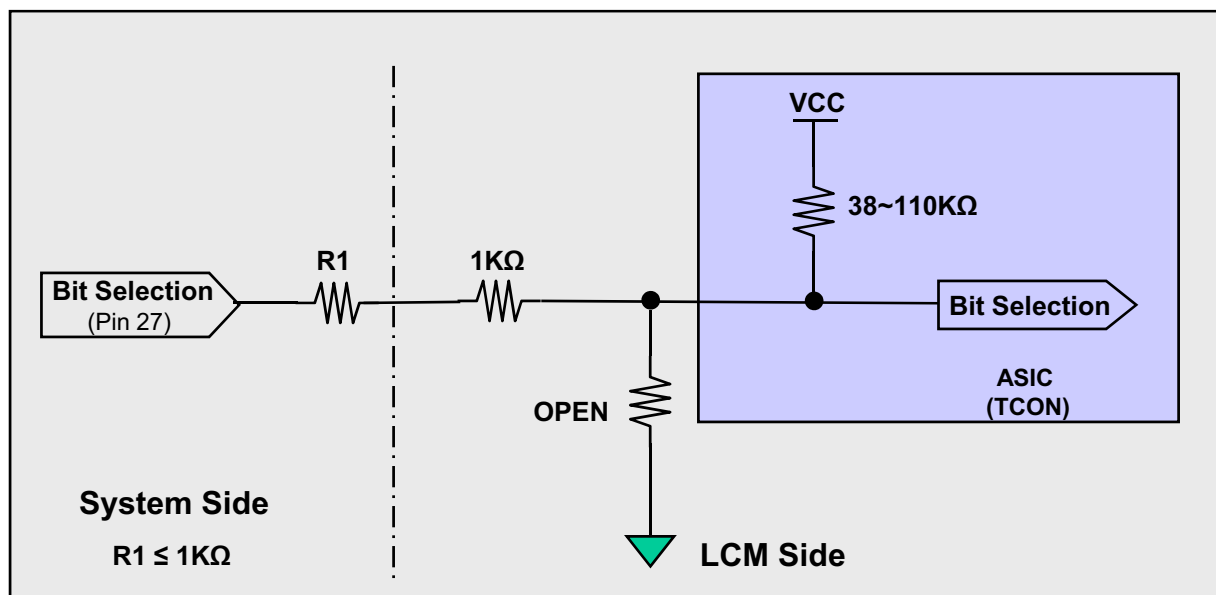 VCC
38~110KΩ
R1
1KΩ
Bit Selection
(Pin 27)
Bit Selection
ASIC
(TCON)
OPEN
System Side
R1 ≤ 1KΩ
LCM Side